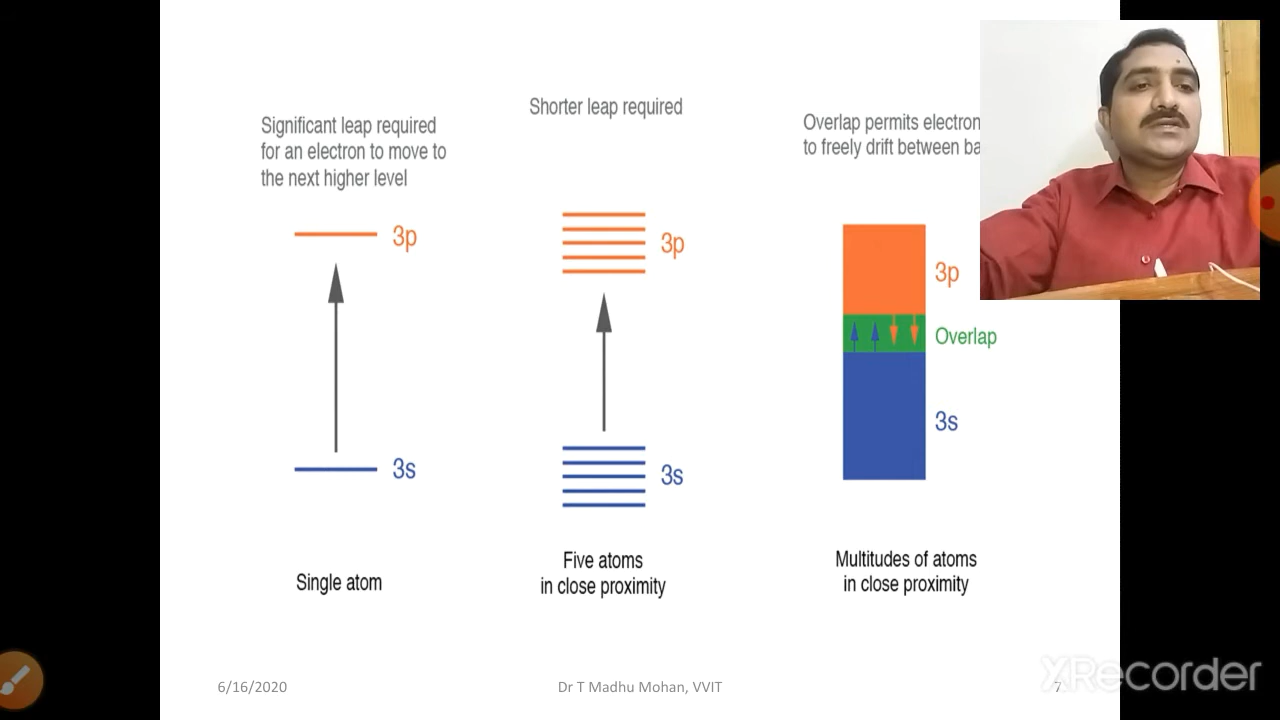 Significant leap required
for an electron to move to
the next higher level
3p
3s
Single atom
Shorter leap required
3p
3s
Five atoms
in close proximity
Overlap permits electron
to freely drift between
3p
Overlap
3s
Multitudes of atoms
in close proximity
6/16/2020
Dr T Madhu Mohan, VVIT
7
XRecorder